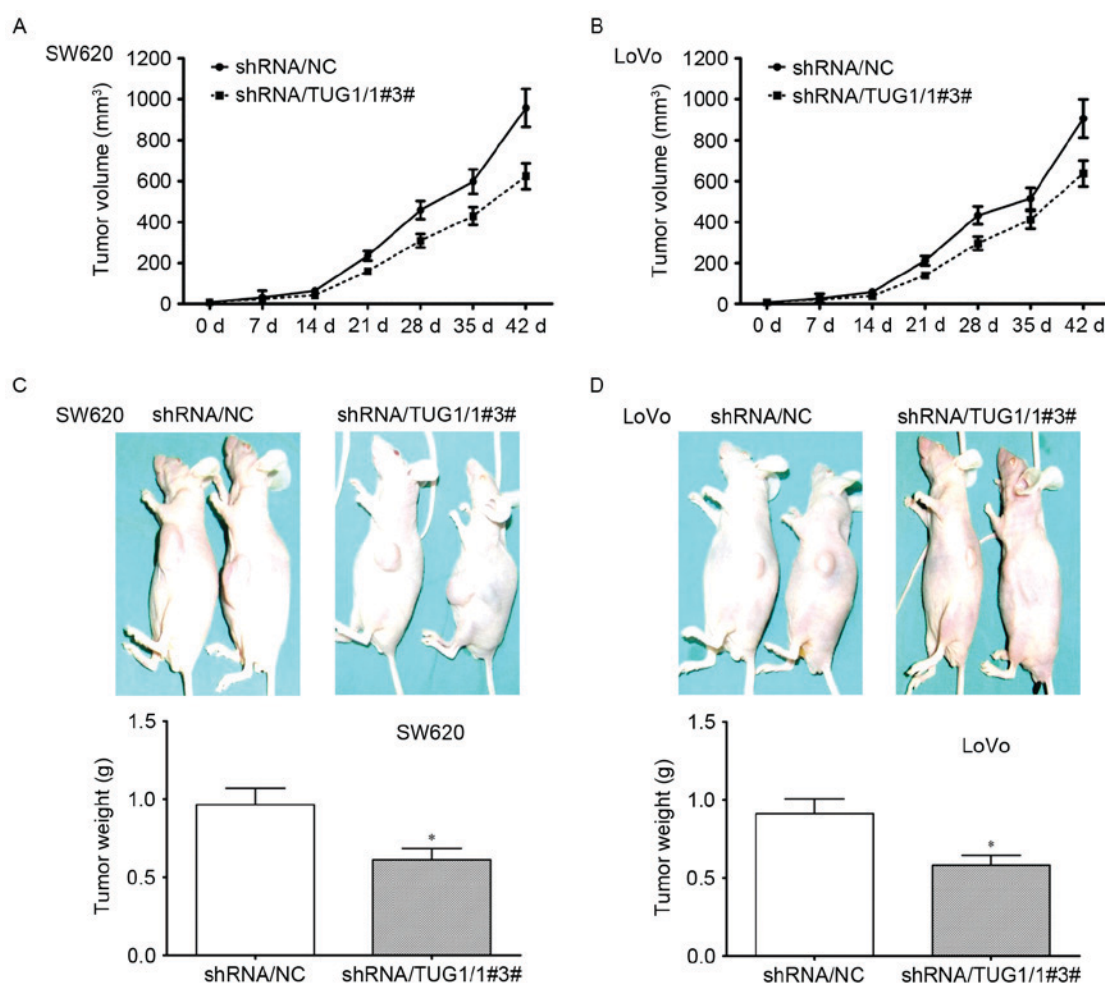 A
SW620
Tumor volume (mm³)
1200
1000
800
600
400
200
0
shRNA/NC
shRNA/TUG1/1#3#
0 d 7 d 14 d 21 d 28 d 35 d 42 d
B
LoVo
Tumor volume (mm³)
1200
1000
800
600
400
200
0
shRNA/NC
shRNA/TUG1/1#3#
0 d 7 d 14 d 21 d 28 d 35 d 42 d
C
SW620 shRNA/NC shRNA/TUG1/1#3#
Tumor weight (g)
1.5
1.0
0.5
0.0
SW620
*
shRNA/NC shRNA/TUG1/1#3#
D
LoVo shRNA/NC shRNA/TUG1/1#3#
Tumor weight (g)
1.5
1.0
0.5
0.0
LoVo
*
shRNA/NC shRNA/TUG1/1#3#